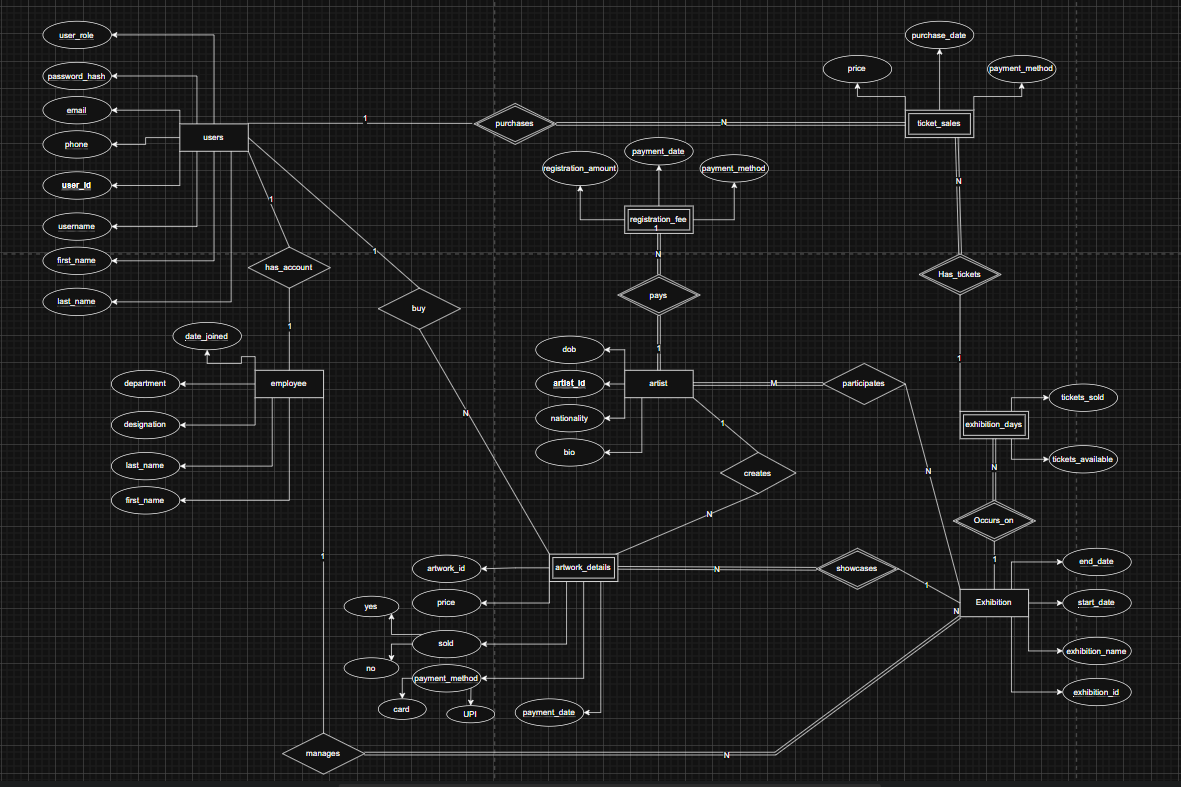 user_role
purchase_date
price
payment_method
password_hash
email
users
1
purchases
N
ticket_sales
phone
payment_date
registration_amount
payment_method
user_id
N
1
registration_fee
1
username
1
N
first_name
has_account
Has_tickets
pays
last_name
buy
1
date_joined
1
dob
1
department
employee
artist_id
artist
M
participates
tickets_sold
N
nationality
1
designation
exhibition_days
bio
tickets_available
last_name
creates
N
N
first_name
N
Occurs_on
1
1
end_date
artwork_id
artwork_details
N
showcases
1
yes
price
Exhibition
start_date
N
sold
exhibition_name
no
payment_method
exhibition_id
card
UPI
payment_date
manages
N